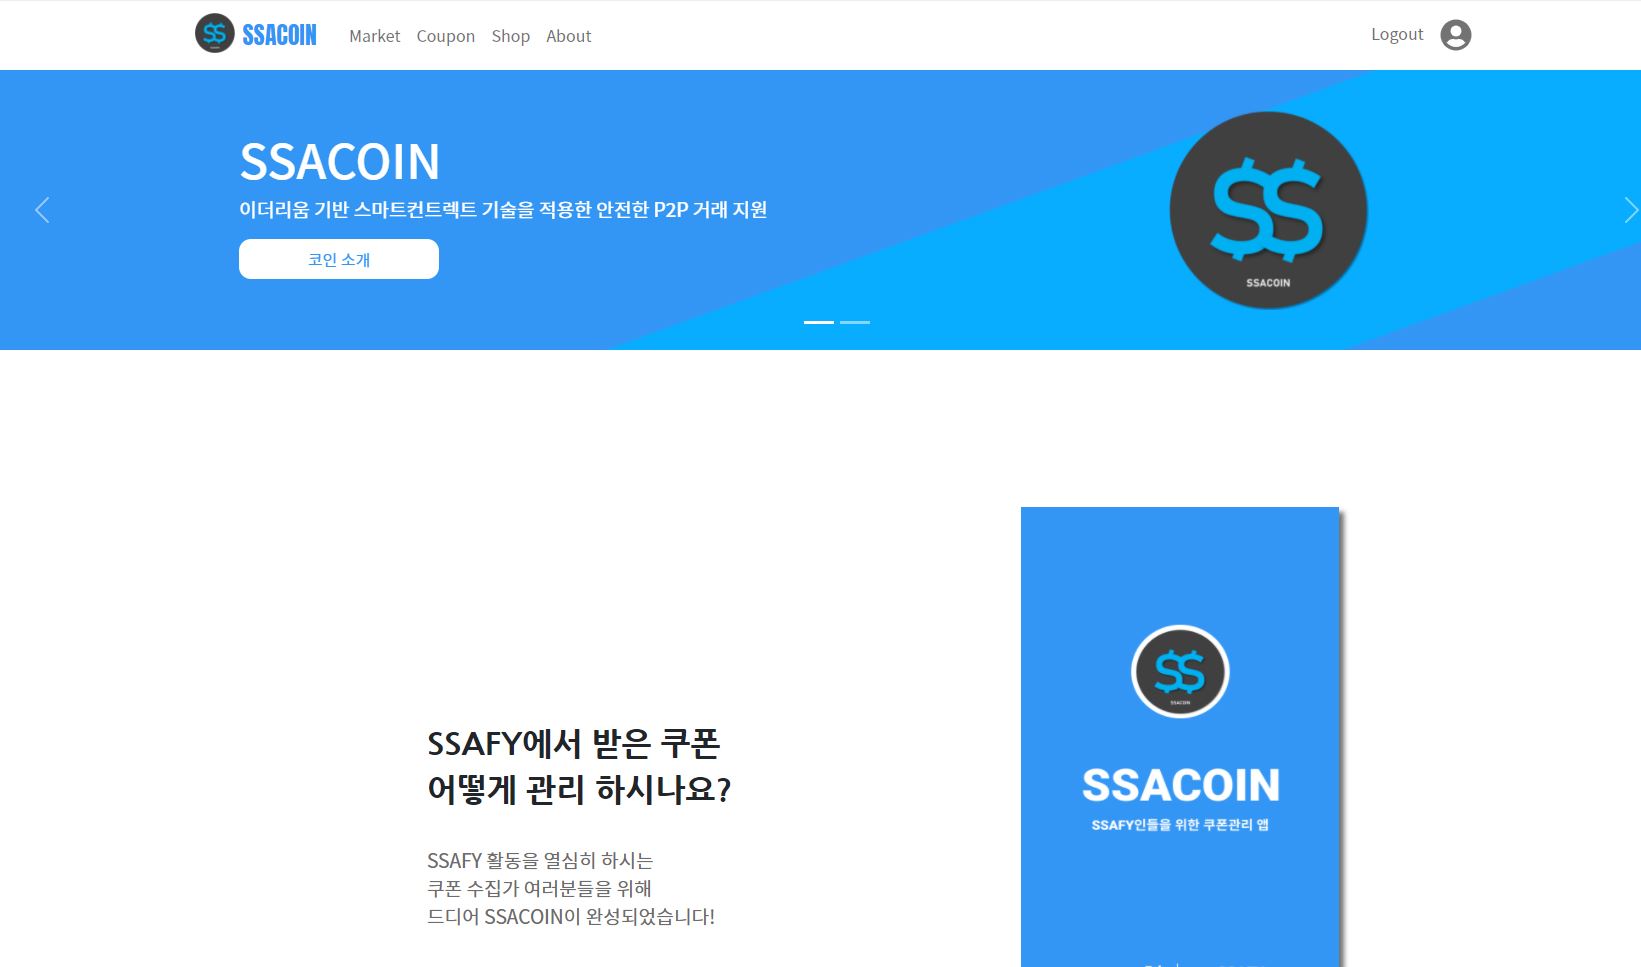 SSACOIN
Market
Coupon
Shop
About
Logout
SSACOIN
이더리움 기반 스마트컨트렉트 기술을 적용한 안전한 P2P 거래 지원
코인 소개
SSACOIN
SSAFY에서 받은 쿠폰
어떻게 관리 하시나요?
SSAFY 활동을 열심히 하시는
쿠폰 수집가 여러분들을 위해
드디어 SSACOIN이 완성되었습니다!
SSACOIN
SSACOIN
SSAFY인들을 위한 쿠폰관리 앱